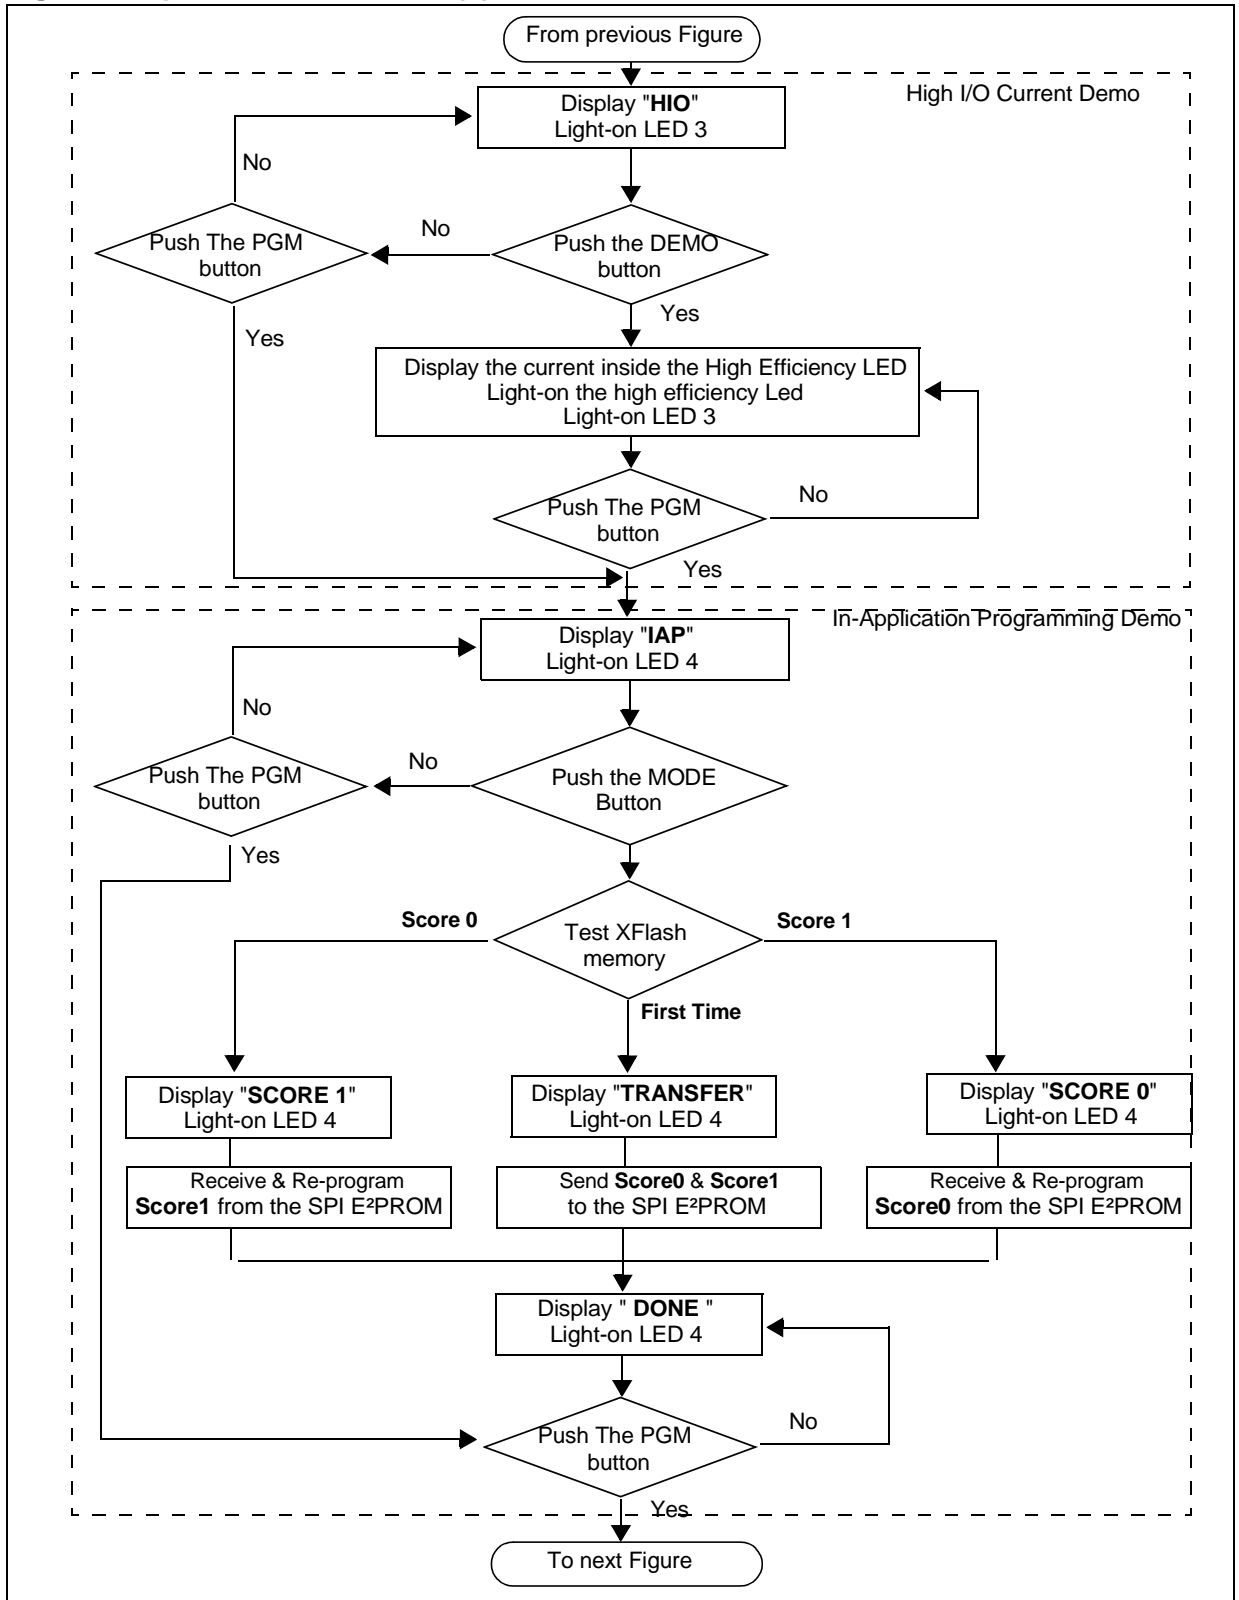 From previous Figure
High I/O Current Demo
Display "HIO"
Light-on LED 3
No
Push The PGM
button
No
Push the DEMO
button
Yes
Yes
Display the current inside the High Efficiency LED
Light-on the high efficiency Led
Light-on LED 3
Push The PGM
button
No
Yes
In-Application Programming Demo
Display "IAP"
Light-on LED 4
No
Push The PGM
button
No
Push the MODE
Button
Yes
Score 0
Test XFlash
memory
Score 1
First Time
Display "SCORE 1"
Light-on LED 4
Display "TRANSFER"
Light-on LED 4
Display "SCORE 0"
Light-on LED 4
Receive & Re-program
Score1 from the SPI E²PROM
Send Score0 & Score1
to the SPI E²PROM
Receive & Re-program
Score0 from the SPI E²PROM
Display " DONE "
Light-on LED 4
Push The PGM
button
No
Yes
To next Figure